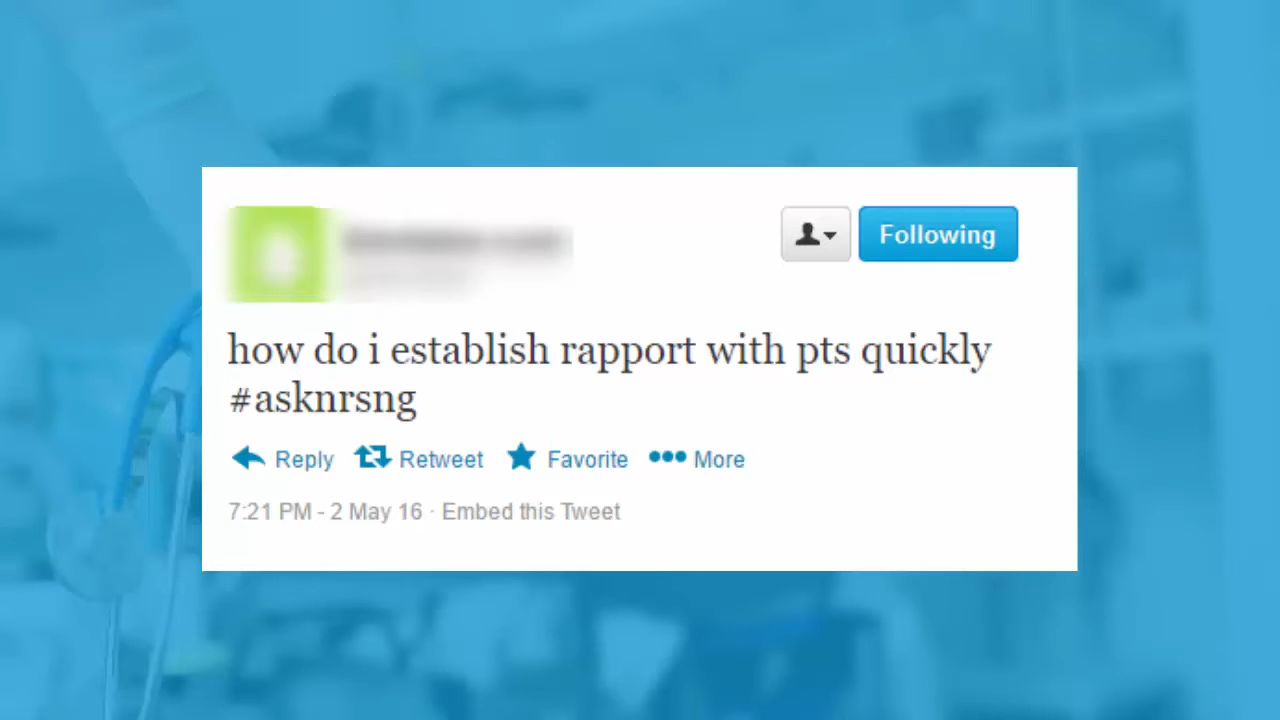 Following
how do i establish rapport with pts quickly
#asknrsng
Reply Retweet Favorite More
7:21 PM - 2 May 16 · Embed this Tweet